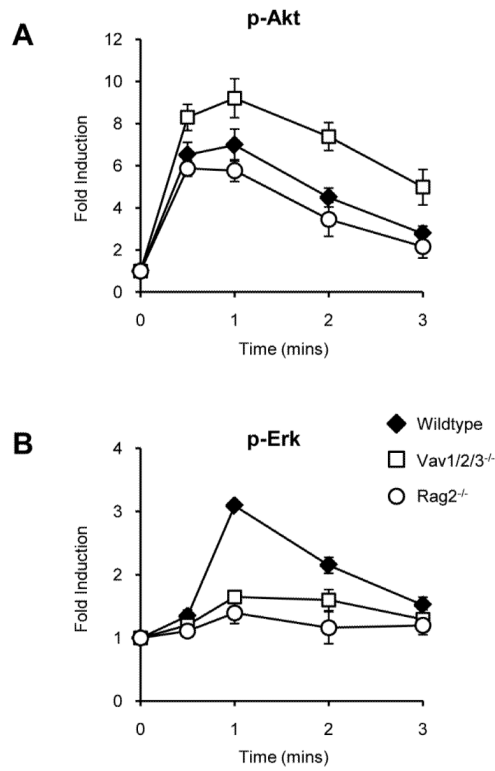 A
p-Akt
12
10
8
6
4
2
0
Fold Induction
0 1 2 3
Time (mins)
B
p-Erk
Wildtype
Vav1/2/3-/-
Rag2-/-
4
3
2
1
0
Fold Induction
0 1 2 3
Time (mins)